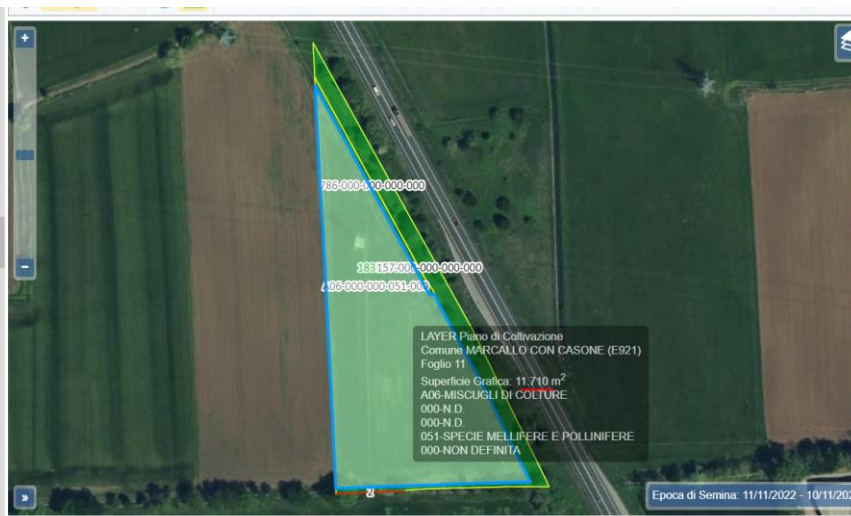 +
786-000-000-000-000
183157-000-000-000-000
A06-000-000-051-000
LAYER Piano di Coltivazione
Comune MARCALLO CON CASONE (E921)
Foglio 11
Superficie Grafica: 11.710 m²
A06-MISCUGLI DI COLTURE
000-N.D.
000-N.D.
051-SPECIE MELLIFERE E POLLINIFERE
000-NON DEFINITA
»
Epoca di Semina: 11/11/2022 - 10/11/202